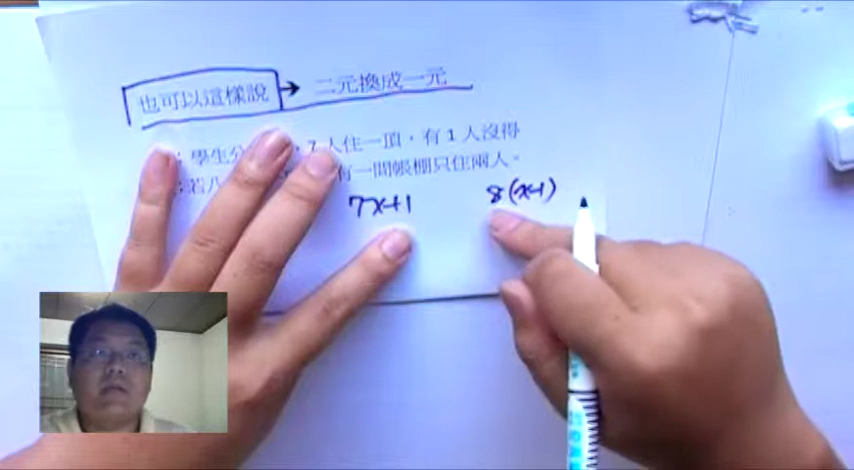 也可以這樣說 → 二元換成一元
：學生公 7人住一頂，有1人沒得
：若八 有一間帳棚只住兩人。
7x+1 8(x-1)